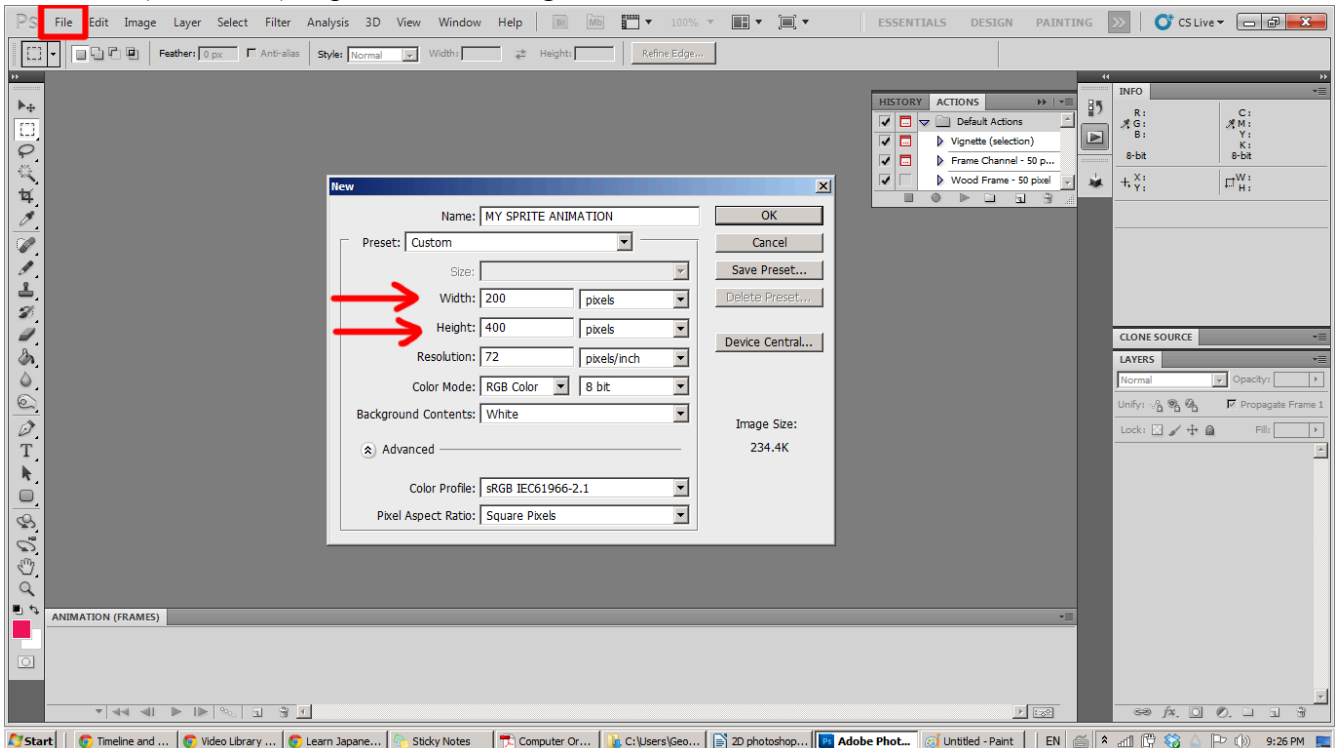 Ps File Edit Image Layer Select Filter Analysis 3D View Window Help Br Mb 100% ESSENTIALS DESIGN PAINTING CS Live
Feather: 0 px Anti-alias Style: Normal Width: Height: Refine Edge...
HISTORY ACTIONS
Default Actions
Vignette (selection)
Frame Channel - 50 p...
Wood Frame - 50 pixel
INFO
R: C:
G: M:
B: Y:
K:
8-bit 8-bit
X: W:
Y: H:
New
Name: MY SPRITE ANIMATION OK
Preset: Custom Cancel
Size: Save Preset...
Width: 200 pixels Delete Preset...
Height: 400 pixels
Device Central...
Resolution: 72 pixels/inch
Color Mode: RGB Color 8 bit
Background Contents: White
Image Size:
234.4K
Advanced
Color Profile: sRGB IEC61966-2.1
Pixel Aspect Ratio: Square Pixels
CLONE SOURCE
LAYERS
Normal Opacity:
Unify: Propagate Frame 1
Lock: Fill:
T
ANIMATION (FRAMES)
Start Timeline and ... Video Library ... Learn Japane... Sticky Notes Computer Or... C:\Users\Geo... 2D photoshop... Ps Adobe Phot... Untitled - Paint EN 9:26 PM